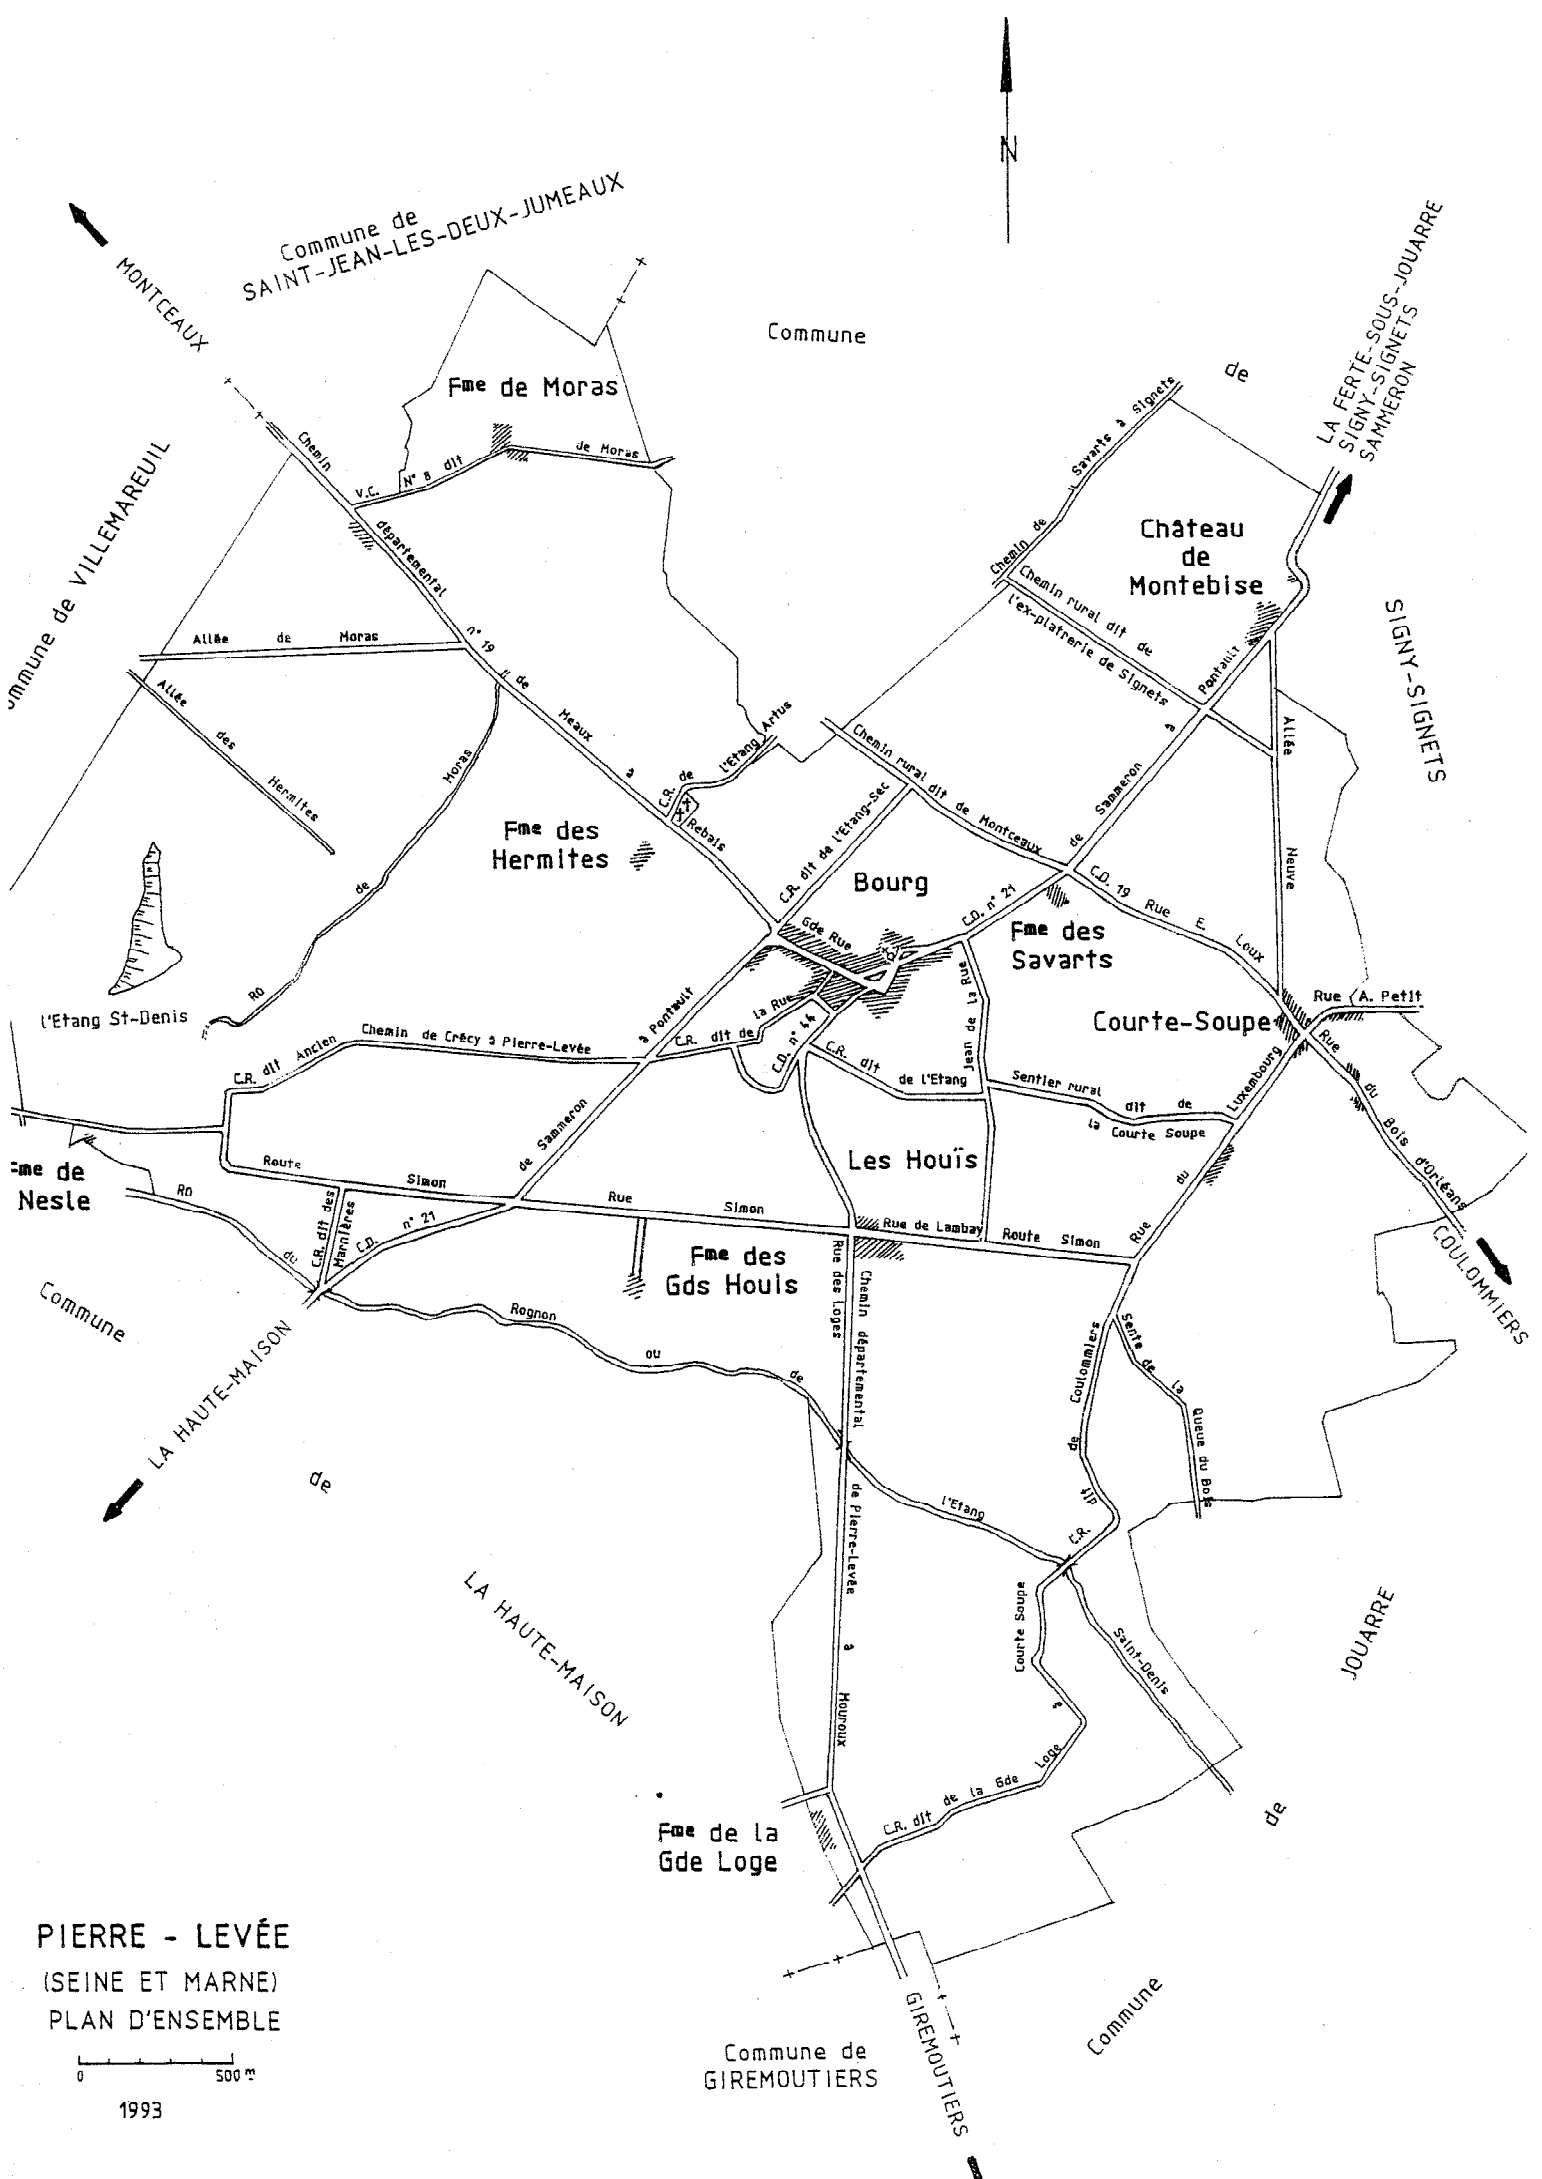 N
Commune de
SAINT-JEAN-LES-DEUX-JUMEAUX
MONTCEAUX
Commune
de
SIGNY-SIGNETS
LA FERTE-SOUS-JOUARRE
SIGNY-SIGNETS
SAMMERON
Fme de Moras
V.C. N° 8 dit de Moras
Chemin départemental n° 19 de Meaux à Rebais
ommune de VILLEMAREUIL
Allée de Moras
Allée des Hermites
Ru de Moras
l'Etang St-Denis
Fme des
Hermites
C.R. de l'Etang Artus
Chemin de Savarts à Signets
Château
de
Montebise
Chemin rural dit de
l'ex-platrerie de Signets
Allée Neuve
Chemin rural dit de Montceaux
C.R. dit de l'Etang-Sec
de Sammeron à Pontault
Bourg
Gde Rue
C.D. n° 21
C.D. 19 Rue E. Loux
Fme des
Savarts
Courte-Soupe
Rue A. Petit
Rue du Bois d'Orléans
COULOMMIERS
Rue du Luxembourg
C.R. dit Ancien Chemin de Crécy à Pierre-Levée
C.R. dit de la Rue
C.D. n° 44
C.R. dit de l'Etang
Jean de La Rue
Sentier rural dit de
la Courte Soupe
de Sammeron à Pontault
Les Houïs
me de
Nesle
Route Simon
Rue Simon
Rue de Lambay
Route Simon
C.R. dit des
Marnières
C.D. n° 21
Fme des
Gds Houis
Ru du Rognon ou de l'Etang Saint-Denis
Rue des Loges
Chemin départemental de Pierre-Levée à Mouroux
Sente de la Queue du Bois
C.R. dit de Coulommiers
C.R. dit de la Gde Loge à Courte Soupe
LA HAUTE-MAISON
Commune
de
LA HAUTE-MAISON
JOUARRE
de
Commune
Fme de la
Gde Loge
Commune de
GIREMOUTIERS
GIREMOUTIERS
PIERRE - LEVÉE
(SEINE ET MARNE)
PLAN D'ENSEMBLE
0 500 m
1993